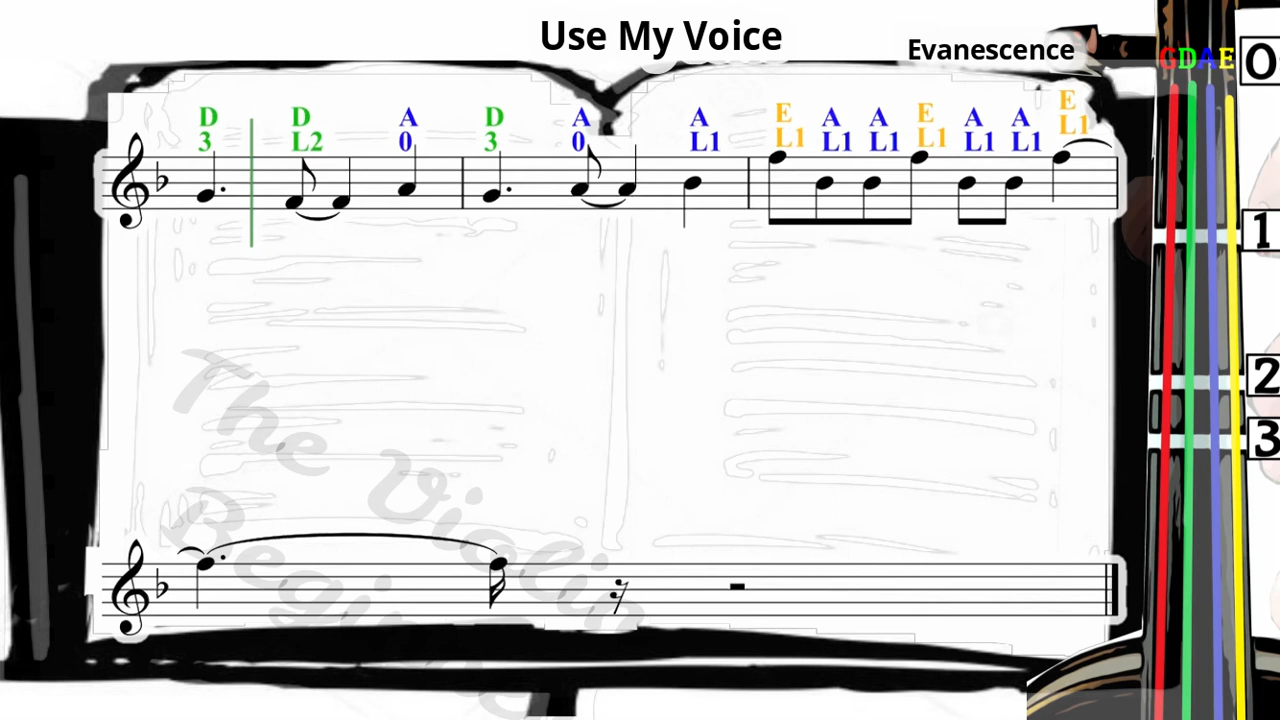 Use My Voice
Evanescence
G D A E
O
D D A D A A E A A E A A E
3 L2 0 3 0 L1 L1 L1 L1 L1 L1 L1 L1
1
2
3
The Violin